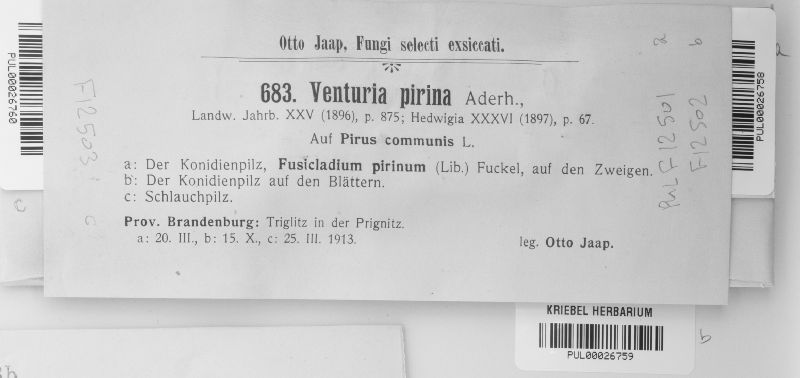 Otto Jaap, Fungi selecti exsiccati.
683. Venturia pirina Aderh.,
Landw. Jahrb. XXV (1896), p. 875; Hedwigia XXXVI (1897), p. 67.
Auf Pirus communis L.
a: Der Konidienpilz, Fusicladium pirinum (Lib.) Fuckel, auf den Zweigen.
b: Der Konidienpilz auf den Blättern.
c: Schlauchpilz.
Prov. Brandenburg: Triglitz in der Prignitz.
a: 20. III., b: 15. X., c: 25. III. 1913.
leg. Otto Jaap.
PUL00026760
c
F12503
c
PUL F12501
a
F12502
b
PUL00026758
a
KRIEBEL HERBARIUM
PUL00026759
b